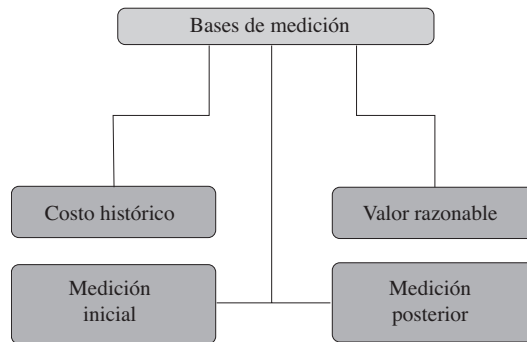 Bases de medición
Costo histórico
Valor razonable
Medición
inicial
Medición
posterior